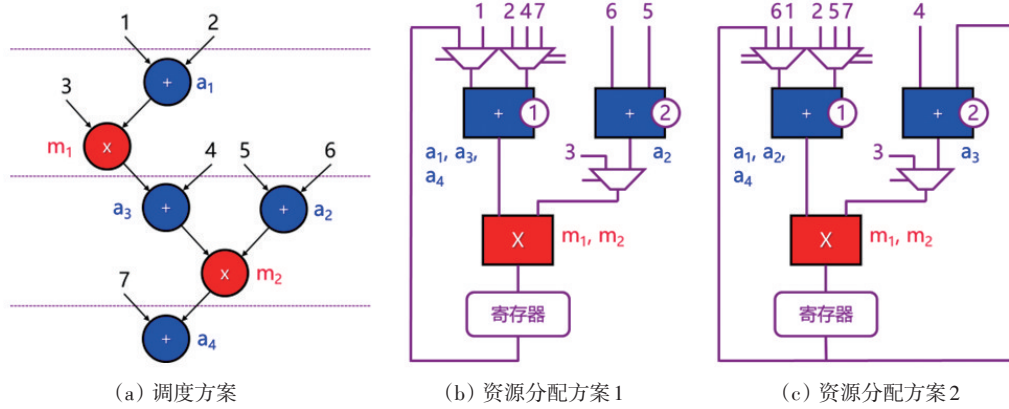 1 2
+ a₁
3
m₁ x
4 5 6
a₃ + + a₂
x m₂
7
+
a₄
(a) 调度方案
1 2 4 7 6 5
+ 1 + 2
a₁, a₃,
a₄
a₂
3
X m₁, m₂
寄存器
(b) 资源分配方案1
6 1 2 5 7 4
+ 1 + 2
a₁, a₂,
a₄
a₃
3
X m₁, m₂
寄存器
(c) 资源分配方案2